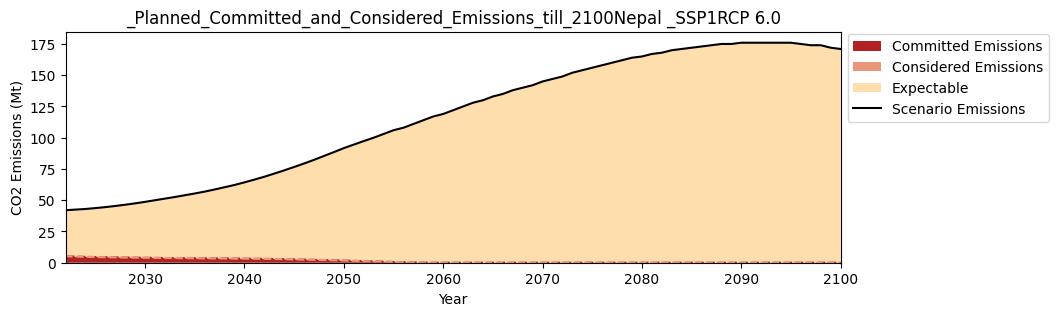 _Planned_Committed_and_Considered_Emissions_till_2100Nepal _SSP1RCP 6.0
Committed Emissions
Considered Emissions
Expectable
Scenario Emissions
CO2 Emissions (Mt)
175
150
125
100
75
50
25
0
2030 2040 2050 2060 2070 2080 2090 2100
Year